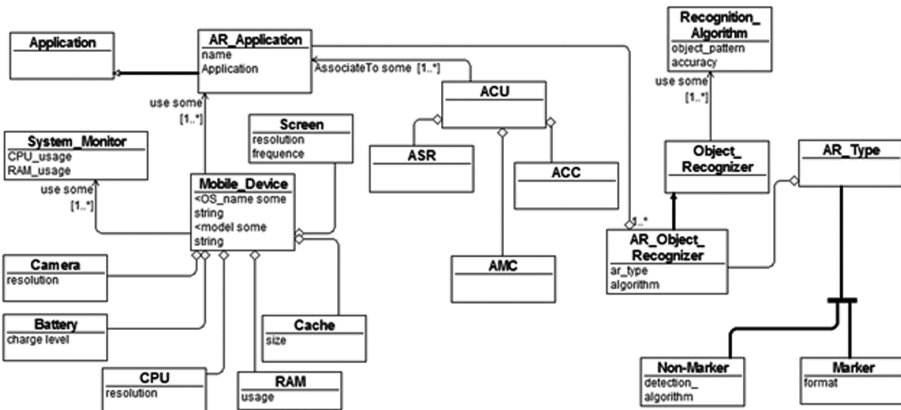 Application
AR_Application
name
Application
AssociateTo some [1..*]
Recognition_
Algorithm
object_pattern
accuracy
use some
[1..*]
use some
[1..*]
ACU
Screen
resolution
frequence
System_Monitor
CPU_usage
RAM_usage
use some
[1..*]
ASR
ACC
Object_
Recognizer
AR_Type
Mobile_Device
<OS_name some
string
<model some
string
1..*
AR_Object_
Recognizer
ar_type
algorithm
Camera
resolution
AMC
Battery
charge level
Cache
size
CPU
resolution
RAM
usage
Non-Marker
detection_
algorithm
Marker
format